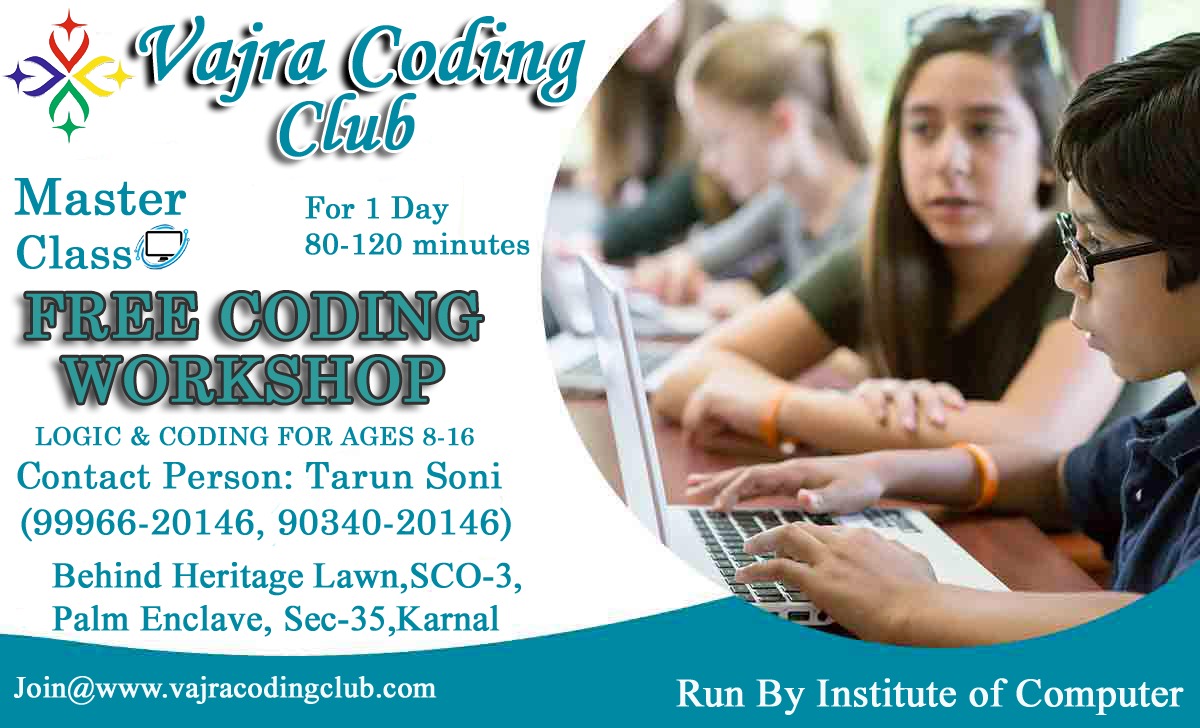 Vajra Coding
Club
Master
Class
For 1 Day
80-120 minutes
FREE CODING
WORKSHOP
LOGIC & CODING FOR AGES 8-16
Contact Person: Tarun Soni
(99966-20146, 90340-20146)
Behind Heritage Lawn,SCO-3,
Palm Enclave, Sec-35,Karnal
Join@www.vajracodingclub.com
Run By Institute of Computer